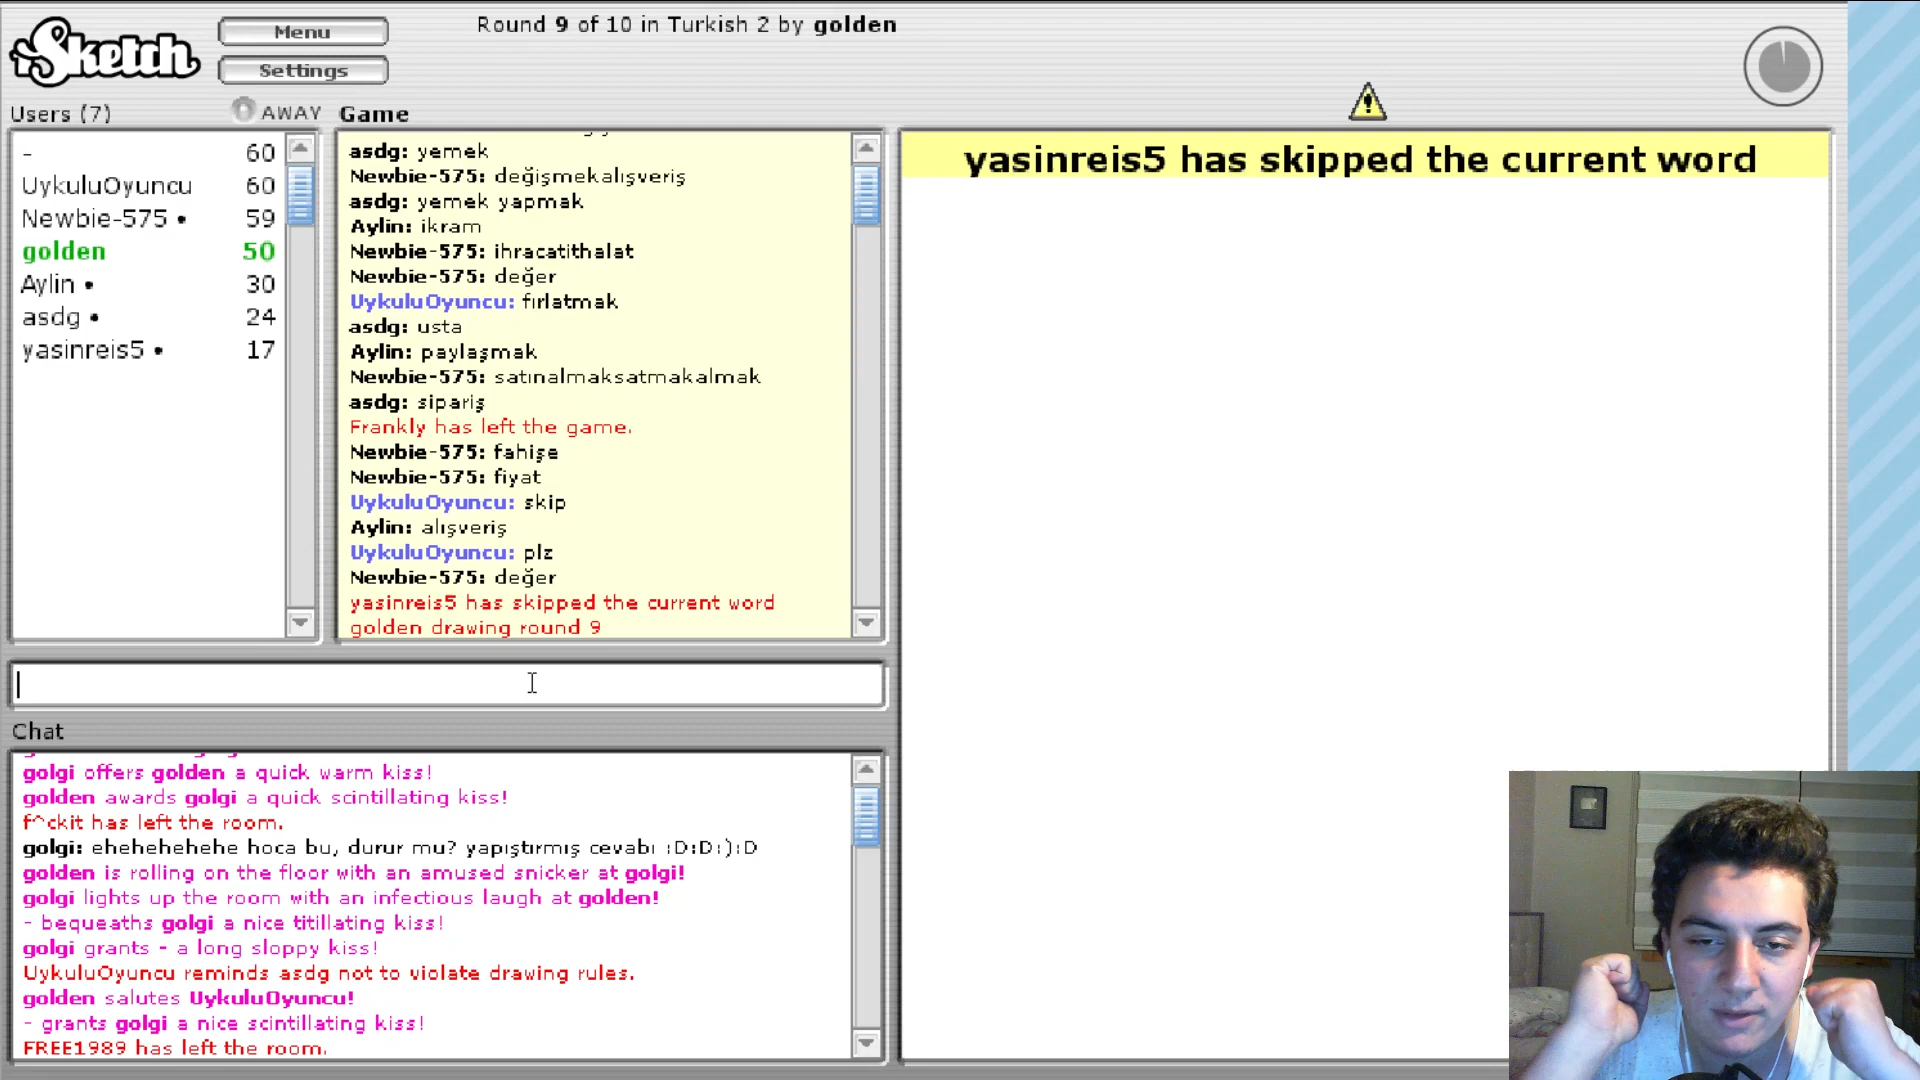 iSketch
Menu
Settings
Round 9 of 10 in Turkish 2 by golden
Users (7)
AWAY
- 60
UykuluOyuncu 60
Newbie-575 • 59
golden 50
Aylin • 30
asdg • 24
yasinreis5 • 17
Game
asdg: yemek
Newbie-575: değişmekalışveriş
asdg: yemek yapmak
Aylin: ikram
Newbie-575: ihracatithalat
Newbie-575: değer
UykuluOyuncu: fırlatmak
asdg: usta
Aylin: paylaşmak
Newbie-575: satınalmaksatmakalmak
asdg: sipariş
Frankly has left the game.
Newbie-575: fahişe
Newbie-575: fiyat
UykuluOyuncu: skip
Aylin: alışveriş
UykuluOyuncu: plz
Newbie-575: değer
yasinreis5 has skipped the current word
golden drawing round 9
yasinreis5 has skipped the current word
Chat
golgi offers golden a quick warm kiss!
golden awards golgi a quick scintillating kiss!
f^ckit has left the room.
golgi: ehehehehehe hoca bu, durur mu? yapıştırmış cevabı :D:D:):D
golden is rolling on the floor with an amused snicker at golgi!
golgi lights up the room with an infectious laugh at golden!
- bequeaths golgi a nice titillating kiss!
golgi grants - a long sloppy kiss!
UykuluOyuncu reminds asdg not to violate drawing rules.
golden salutes UykuluOyuncu!
- grants golgi a nice scintillating kiss!
FREE1989 has left the room.